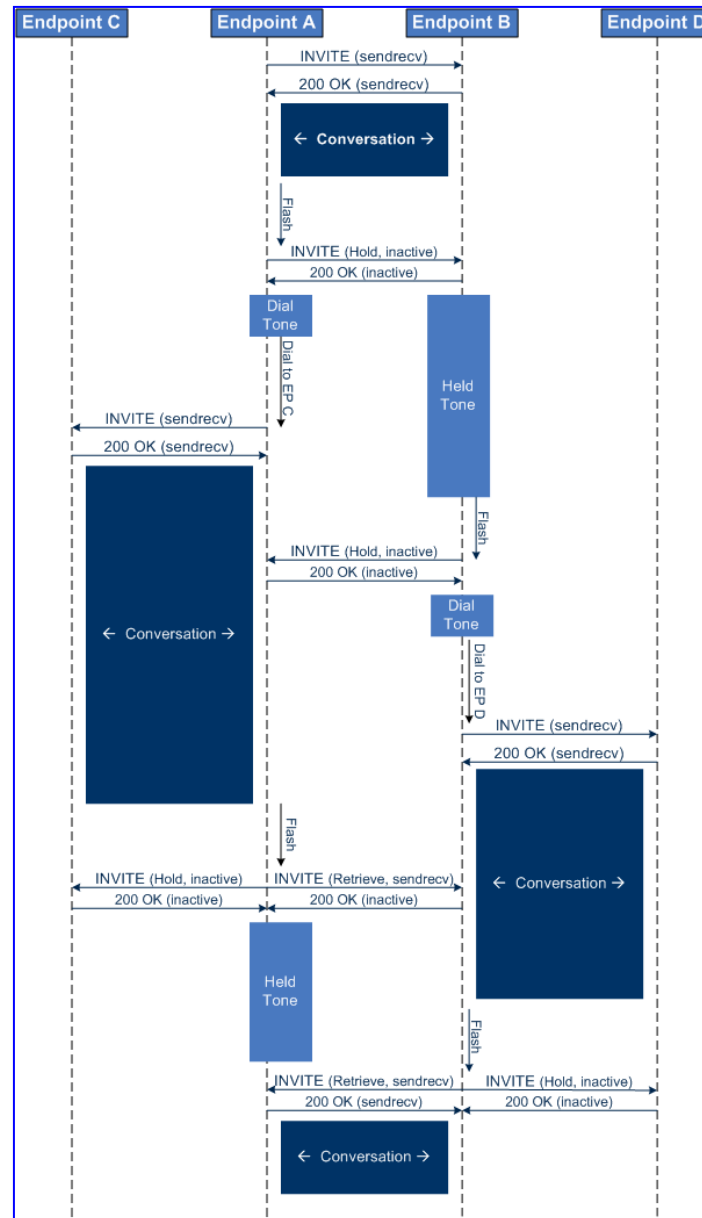 Endpoint C
Endpoint A
Endpoint B
Endpoint D
INVITE (sendrecv)
200 OK (sendrecv)
← Conversation →
Flash
INVITE (Hold, inactive)
200 OK (inactive)
Dial
Tone
Held
Tone
Dial to EP C
INVITE (sendrecv)
200 OK (sendrecv)
← Conversation →
Flash
INVITE (Hold, inactive)
200 OK (inactive)
Dial
Tone
Dial to EP D
INVITE (sendrecv)
200 OK (sendrecv)
← Conversation →
Flash
INVITE (Hold, inactive)
INVITE (Retrieve, sendrecv)
200 OK (inactive)
200 OK (inactive)
Held
Tone
Flash
INVITE (Retrieve, sendrecv)
INVITE (Hold, inactive)
200 OK (sendrecv)
200 OK (inactive)
← Conversation →